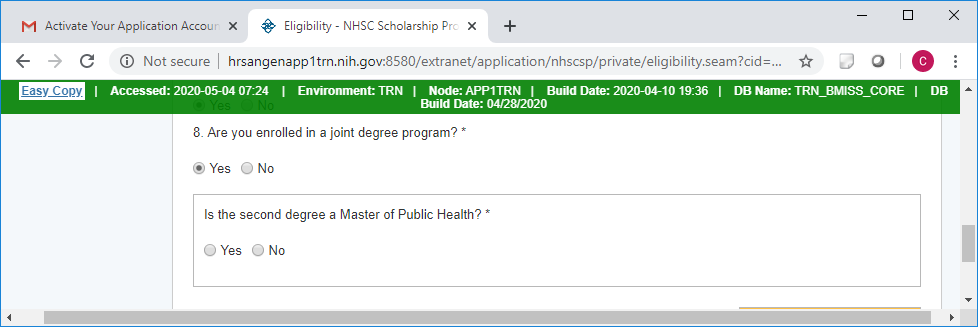 Activate Your Application Accoun
Eligibility - NHSC Scholarship Pro
Not secure | hrsangenapp1trn.nih.gov:8580/extranet/application/nhscsp/private/eligibility.seam?cid=...
C
Easy Copy | Accessed: 2020-05-04 07:24 | Environment: TRN | Node: APP1TRN | Build Date: 2020-04-10 19:36 | DB Name: TRN_BMISS_CORE | DB
Build Date: 04/28/2020
Yes No
8. Are you enrolled in a joint degree program? *
Yes No
Is the second degree a Master of Public Health? *
Yes No